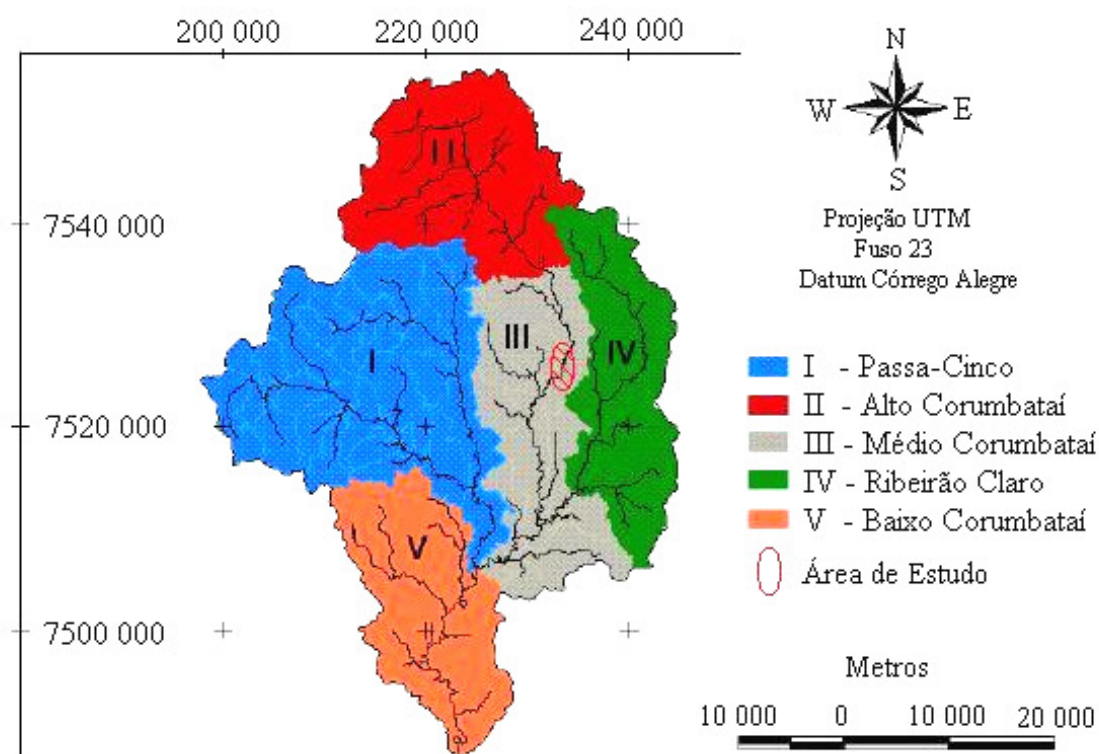 200 000 220 000 240 000
N
W E
S
Projeção UTM
Fuso 23
Datum Córrego Alegre
7540 000
7520 000
7500 000
II
I
III
IV
V
I - Passa-Cinco
II - Alto Corumbataí
III - Médio Corumbataí
IV - Ribeirão Claro
V - Baixo Corumbataí
Área de Estudo
Metros
10 000 0 10 000 20 000